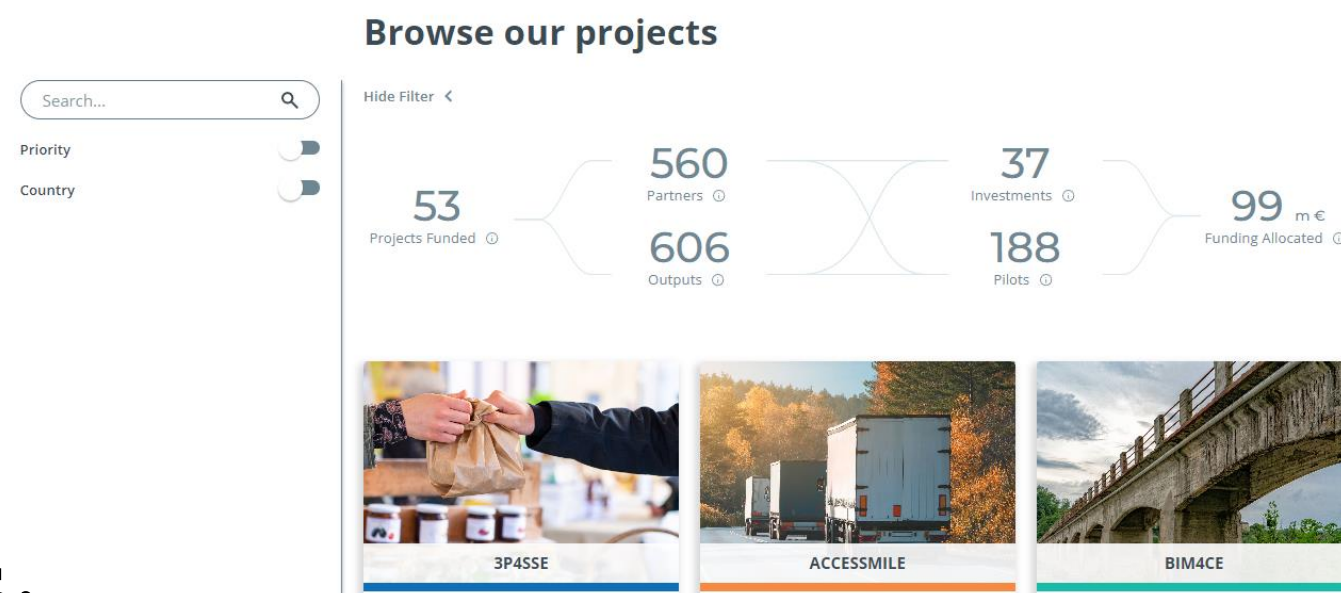 Browse our projects
Search...
Priority
Country
Hide Filter
53
Projects Funded
560
Partners
606
Outputs
37
Investments
188
Pilots
99 m €
Funding Allocated
3P4SSE
ACCESSMILE
BIM4CE